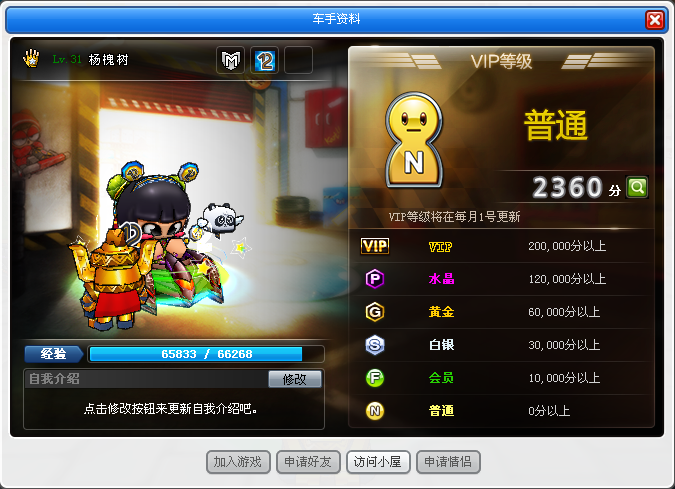 车手资料
Lv.31 杨槐树
M 12
VIP等级
N
普通
2360 分
VIP等级将在每月1号更新
VIP VIP 200,000分以上
P 水晶 120,000分以上
G 黄金 60,000分以上
S 白银 30,000分以上
F 会员 10,000分以上
N 普通 0分以上
经验 65833 / 66268
自我介绍 修改
点击修改按钮来更新自我介绍吧。
加入游戏 申请好友 访问小屋 申请情侣